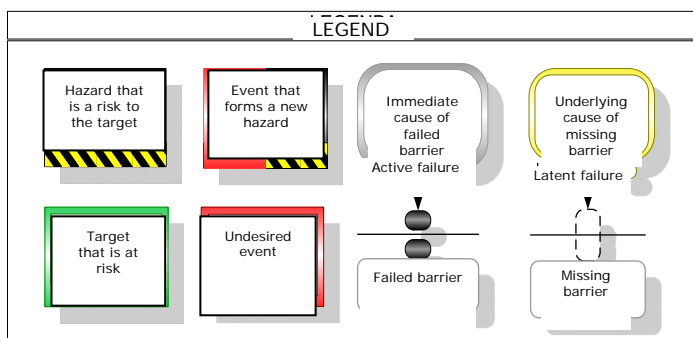 LEGEND
Hazard that
is a risk to
the target
Event that
forms a new
hazard
Immediate
cause of
failed
barrier
Active failure
Underlying
cause of
missing
barrier
Latent failure
Target
that is at
risk
Undesired
event
Failed barrier
Missing
barrier